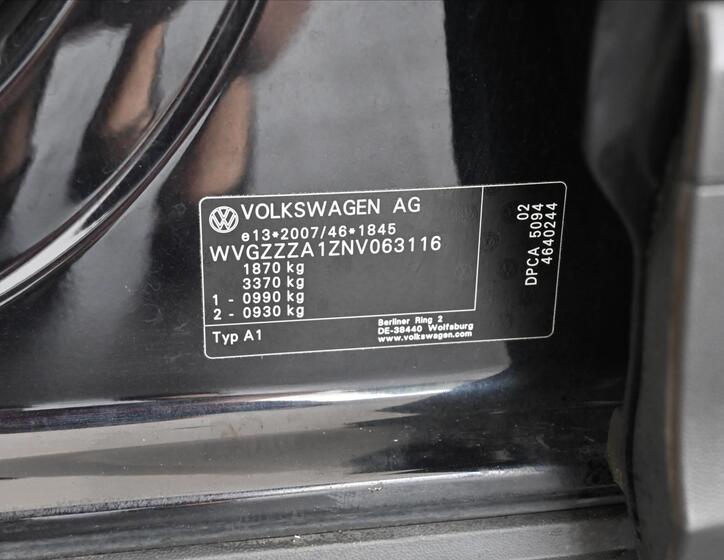 VOLKSWAGEN AG
e13*2007/46*1845
WVGZZZA1ZNV063116
1870 kg
3370 kg
1 - 0990 kg
2 - 0930 kg
Typ A1
Berliner Ring 2
DE-38440 Wolfsburg
www.volkswagen.com
02
DPCA 5094
4640244